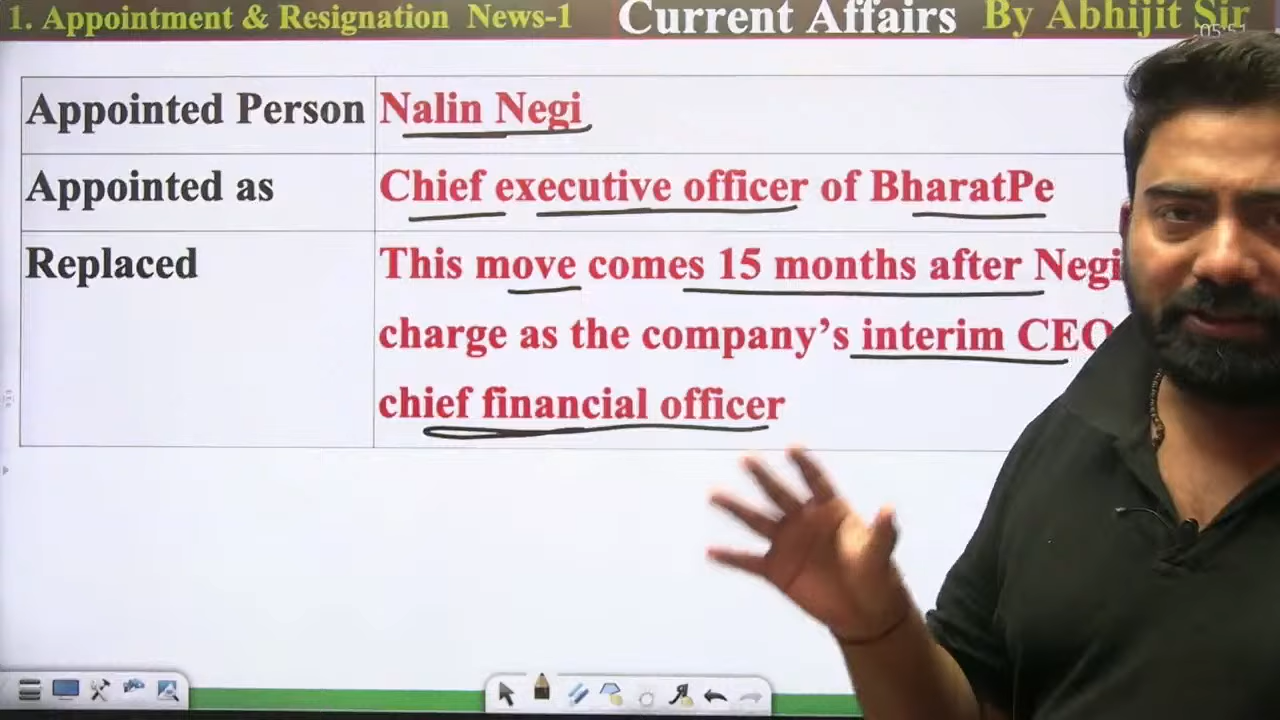 1. Appointment & Resignation News-1 Current Affairs By Abhijit Sir
05:51
Appointed Person Nalin Negi
Appointed as Chief executive officer of BharatPe
Replaced This move comes 15 months after Negi
charge as the company's interim CEO
chief financial officer